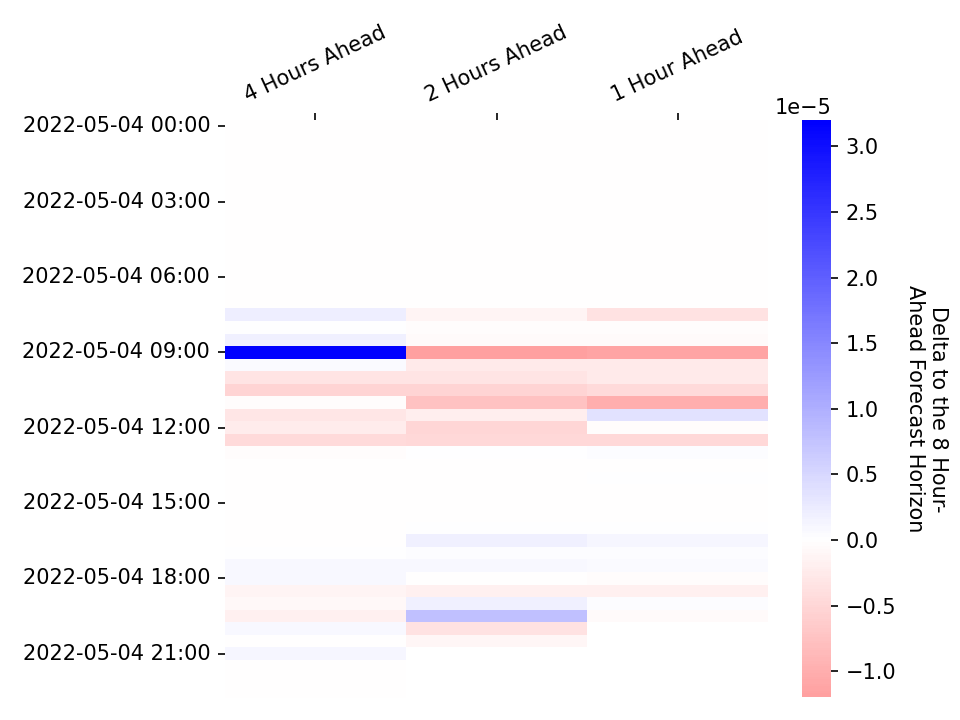 4 Hours Ahead
2 Hours Ahead
1 Hour Ahead
1e−5
2022-05-04 00:00
2022-05-04 03:00
2022-05-04 06:00
2022-05-04 09:00
2022-05-04 12:00
2022-05-04 15:00
2022-05-04 18:00
2022-05-04 21:00
3.0
2.5
2.0
1.5
1.0
0.5
0.0
−0.5
−1.0
Delta to the 8 Hour-
Ahead Forecast Horizon